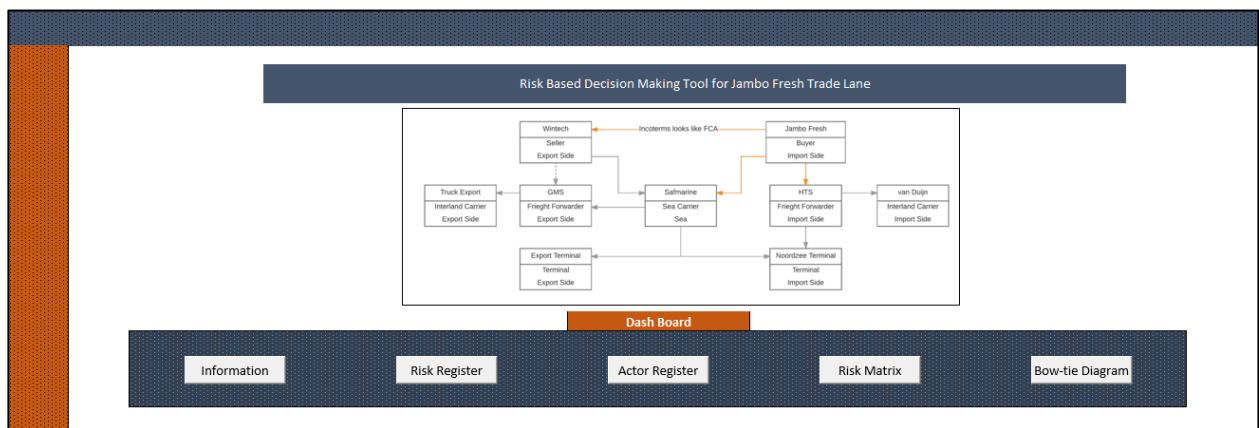 Risk Based Decision Making Tool for Jambo Fresh Trade Lane
Wintech
Seller
Export Side
Incoterms looks like FCA
Jambo Fresh
Buyer
Import Side
Truck Export
Interland Carrier
Export Side
GMS
Frieght Forwarder
Export Side
Safmarine
Sea Carrier
Sea
HTS
Frieght Forwarder
Import Side
van Duijn
Interland Carrier
Import Side
Export Terminal
Terminal
Export Side
Noordzee Terminal
Terminal
Import Side
Dash Board
Information
Risk Register
Actor Register
Risk Matrix
Bow-tie Diagram